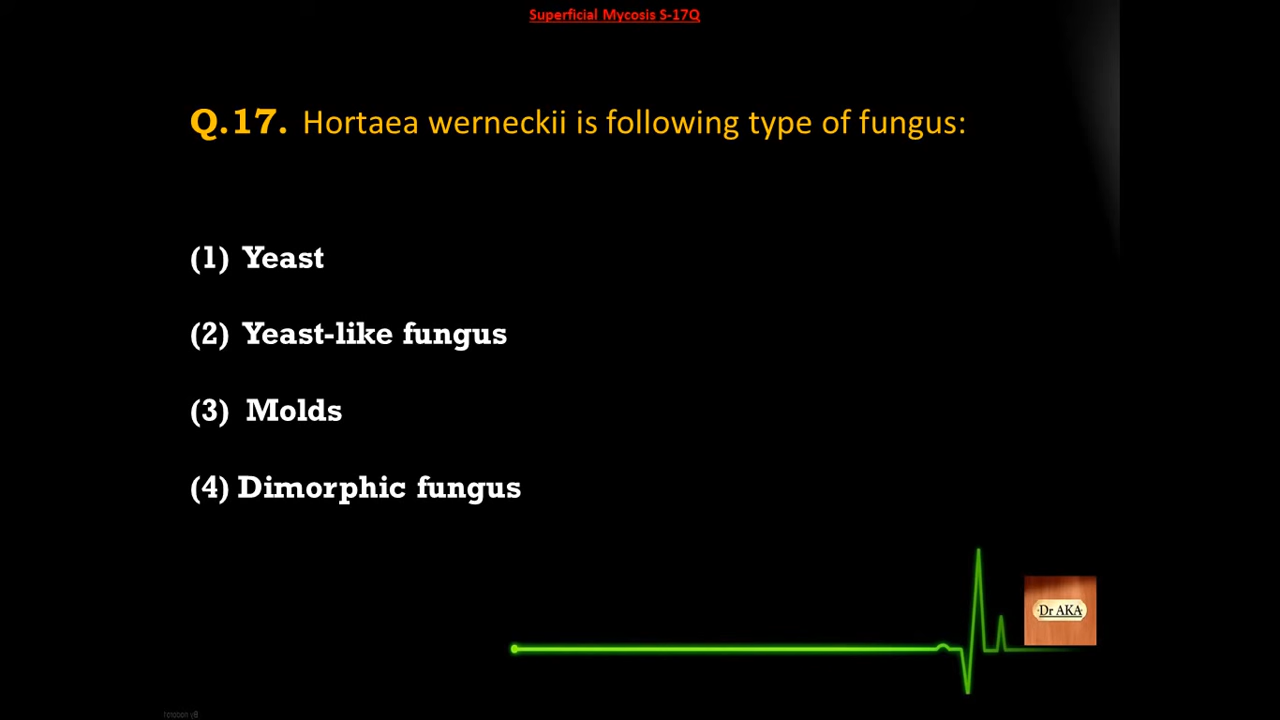 Superficial Mycosis S-17Q
Q.17. Hortaea werneckii is following type of fungus:
(1) Yeast
(2) Yeast-like fungus
(3) Molds
(4) Dimorphic fungus
Dr AKA